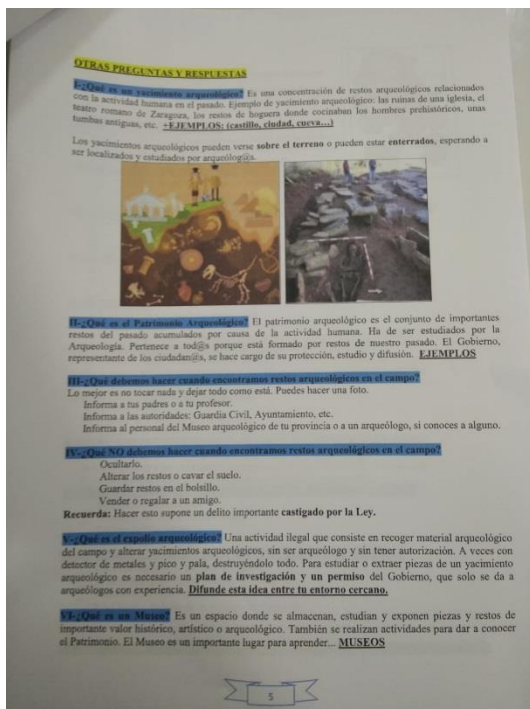 OTRAS PREGUNTAS Y RESPUESTAS
I-¿Qué es un yacimiento arqueológico? Es una concentración de restos arqueológicos relacionados
con la actividad humana en el pasado. Ejemplo de yacimiento arqueológico: las ruinas de una iglesia, el
teatro romano de Zaragoza, los restos de hoguera donde cocinaban los hombres prehistóricos, unas
tumbas antiguas, etc. +EJEMPLOS: (castillo, ciudad, cueva...)
Los yacimientos arqueológicos pueden verse sobre el terreno o pueden estar enterrados, esperando a
ser localizados y estudiados por arqueólog@s.
II-¿Qué es el Patrimonio Arqueológico? El patrimonio arqueológico es el conjunto de importantes
restos del pasado acumulados por causa de la actividad humana. Ha de ser estudiados por la
Arqueología. Pertenece a tod@s porque está formado por restos de nuestro pasado. El Gobierno,
representante de los ciudadan@s, se hace cargo de su protección, estudio y difusión. EJEMPLOS
III-¿Qué debemos hacer cuando encontramos restos arqueológicos en el campo?
Lo mejor es no tocar nada y dejar todo como está. Puedes hacer una foto.
Informa a tus padres o a tu profesor.
Informa a las autoridades: Guardia Civil, Ayuntamiento, etc.
Informa al personal del Museo arqueológico de tu provincia o a un arqueólogo, si conoces a alguno.
IV-¿Qué NO debemos hacer cuando encontramos restos arqueológicos en el campo?
Ocultarlo.
Alterar los restos o cavar el suelo.
Guardar restos en el bolsillo.
Vender o regalar a un amigo.
Recuerda: Hacer esto supone un delito importante castigado por la Ley.
V-¿Qué es el expolio arqueológico? Una actividad ilegal que consiste en recoger material arqueológico
del campo y alterar yacimientos arqueológicos, sin ser arqueólogo y sin tener autorización. A veces con
detector de metales y pico y pala, destruyéndolo todo. Para estudiar o extraer piezas de un yacimiento
arqueológico es necesario un plan de investigación y un permiso del Gobierno, que solo se da a
arqueólogos con experiencia. Difunde esta idea entre tu entorno cercano.
VI-¿Qué es un Museo? Es un espacio donde se almacenan, estudian y exponen piezas y restos de
importante valor histórico, artístico o arqueológico. También se realizan actividades para dar a conocer
el Patrimonio. El Museo es un importante lugar para aprender... MUSEOS
5